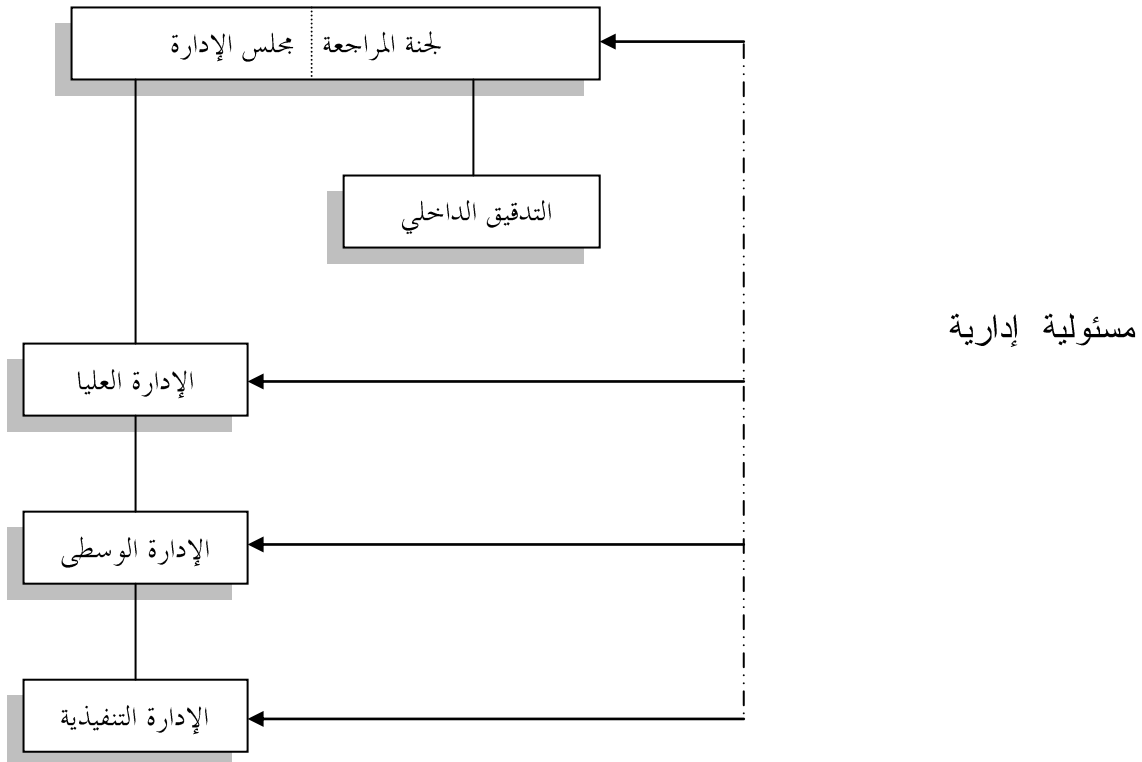 لجنة المراجعة
مجلس الإدارة
التدقيق الداخلي
مسئولية إدارية
الإدارة العليا
الإدارة الوسطى
الإدارة التنفيذية